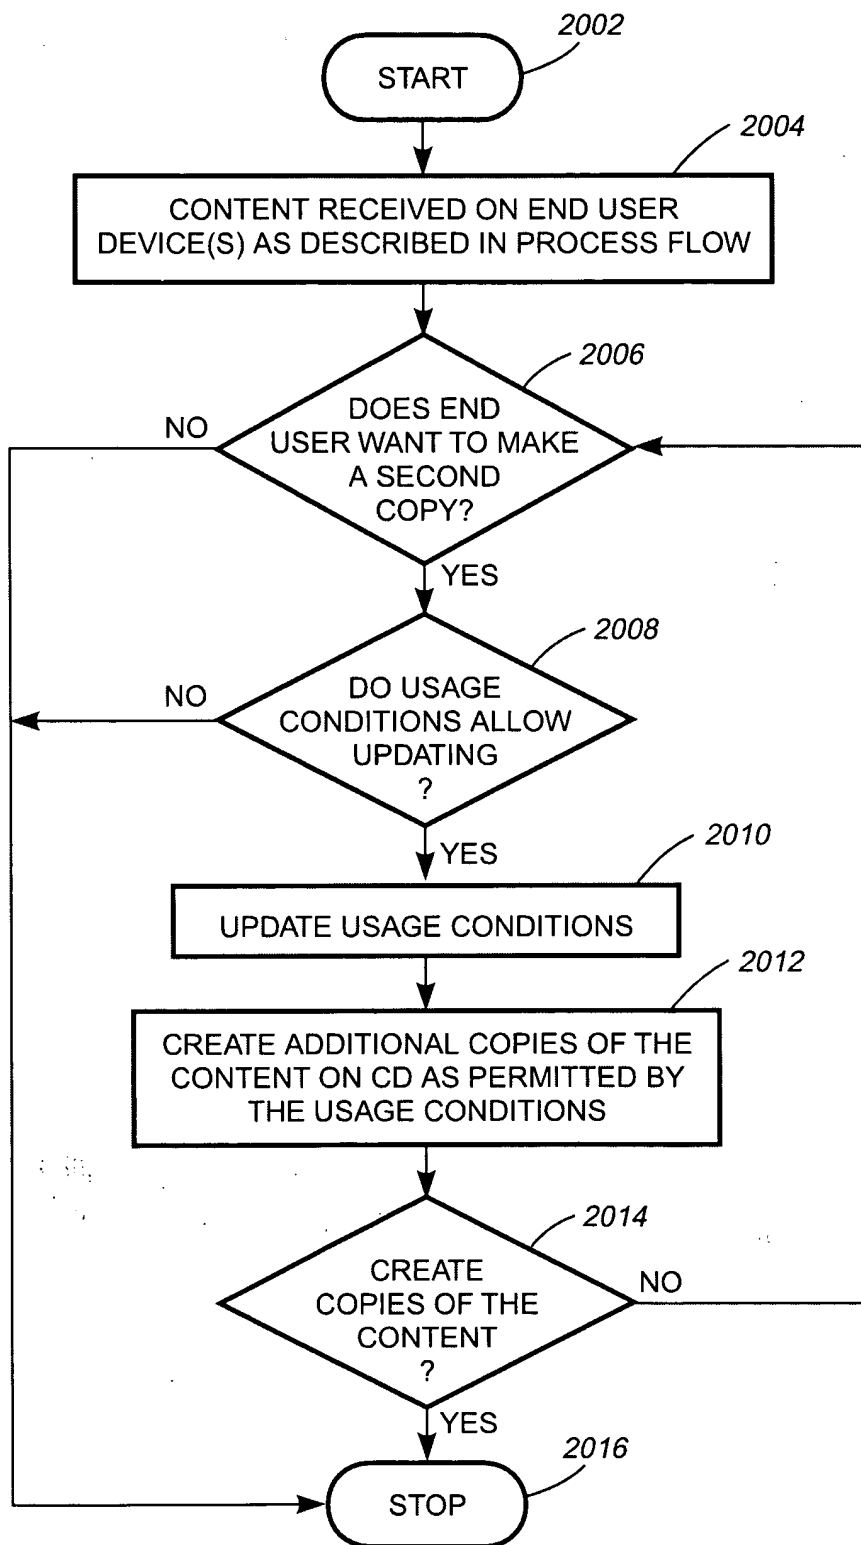 2002
START
2004
CONTENT RECEIVED ON END USER
DEVICE(S) AS DESCRIBED IN PROCESS FLOW
2006
DOES END
USER WANT TO MAKE
A SECOND
COPY?
NO
YES
2008
DO USAGE
CONDITIONS ALLOW
UPDATING
?
NO
YES
2010
UPDATE USAGE CONDITIONS
2012
CREATE ADDITIONAL COPIES OF THE
CONTENT ON CD AS PERMITTED BY
THE USAGE CONDITIONS
2014
CREATE
COPIES OF THE
CONTENT
?
NO
YES
2016
STOP